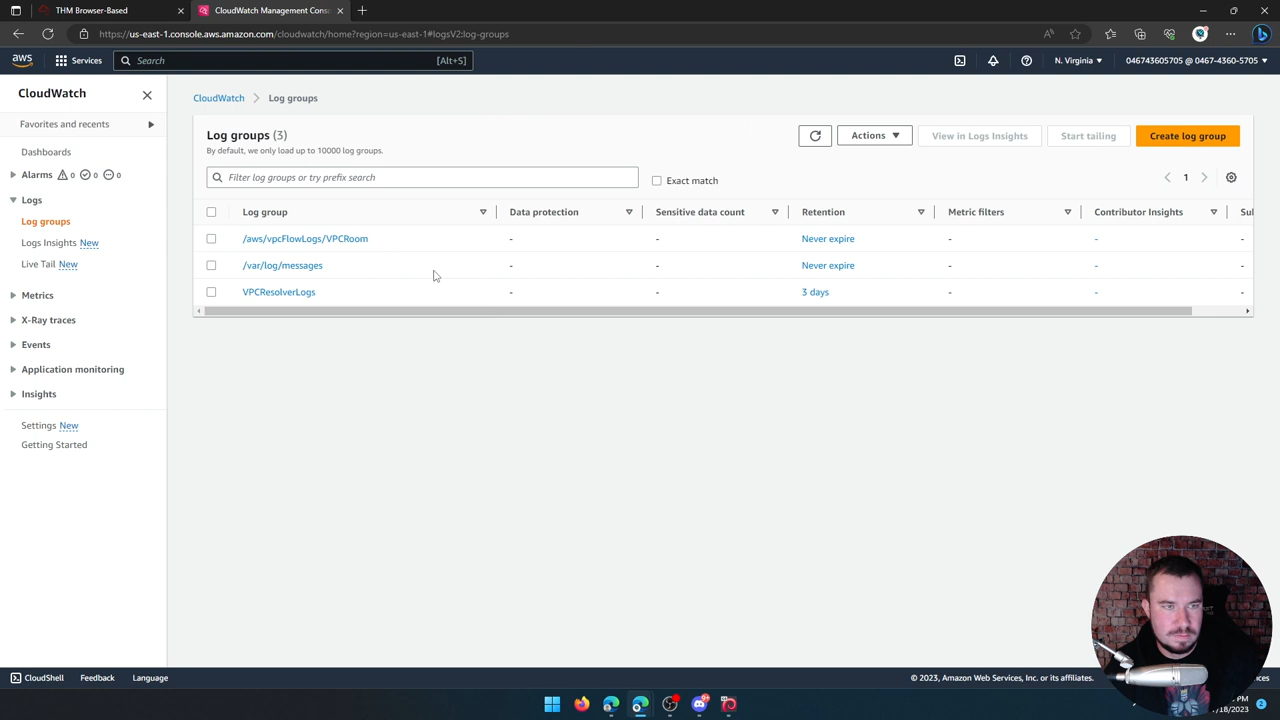 THM Browser-Based
CloudWatch Management Cons
https://us-east-1.console.aws.amazon.com/cloudwatch/home?region=us-east-1#logsV2:log-groups
aws
Services
Search
[Alt+S]
N. Virginia
046743605705 @ 0467-4360-5705
CloudWatch
Favorites and recents
Dashboards
Alarms 0 0 0
Logs
Log groups
Logs Insights New
Live Tail New
Metrics
X-Ray traces
Events
Application monitoring
Insights
Settings New
Getting Started
CloudWatch > Log groups
Log groups (3)
By default, we only load up to 10000 log groups.
Actions
View in Logs Insights
Start tailing
Create log group
Filter log groups or try prefix search
Exact match
1
Log group Data protection Sensitive data count Retention Metric filters Contributor Insights Sul
/aws/vpcFlowLogs/VPCRoom - - Never expire - - -
/var/log/messages - - Never expire - - -
VPCResolverLogs - - 3 days - - -
CloudShell Feedback Language
© 2023, Amazon Web Services, Inc. or its affiliates.
/18/2023
2